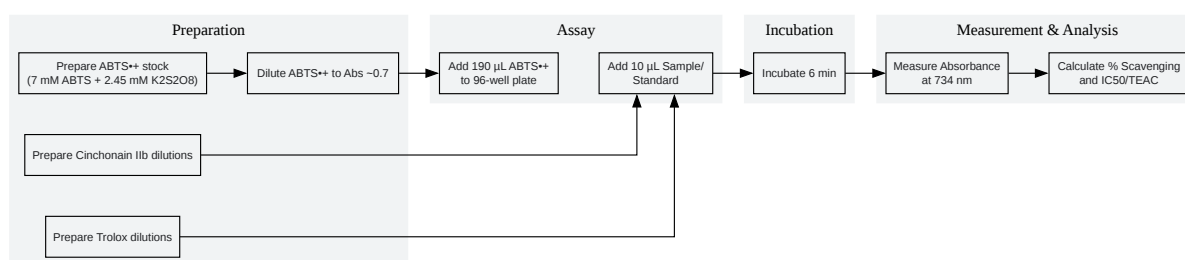 Preparation
Prepare ABTS•+ stock
(7 mM ABTS + 2.45 mM K2S2O8)
Dilute ABTS•+ to Abs ~0.7
Prepare Cinchonain IIb dilutions
Prepare Trolox dilutions
Assay
Add 190 µL ABTS•+
to 96-well plate
Add 10 µL Sample/
Standard
Incubation
Incubate 6 min
Measurement & Analysis
Measure Absorbance
at 734 nm
Calculate % Scavenging
and IC50/TEAC